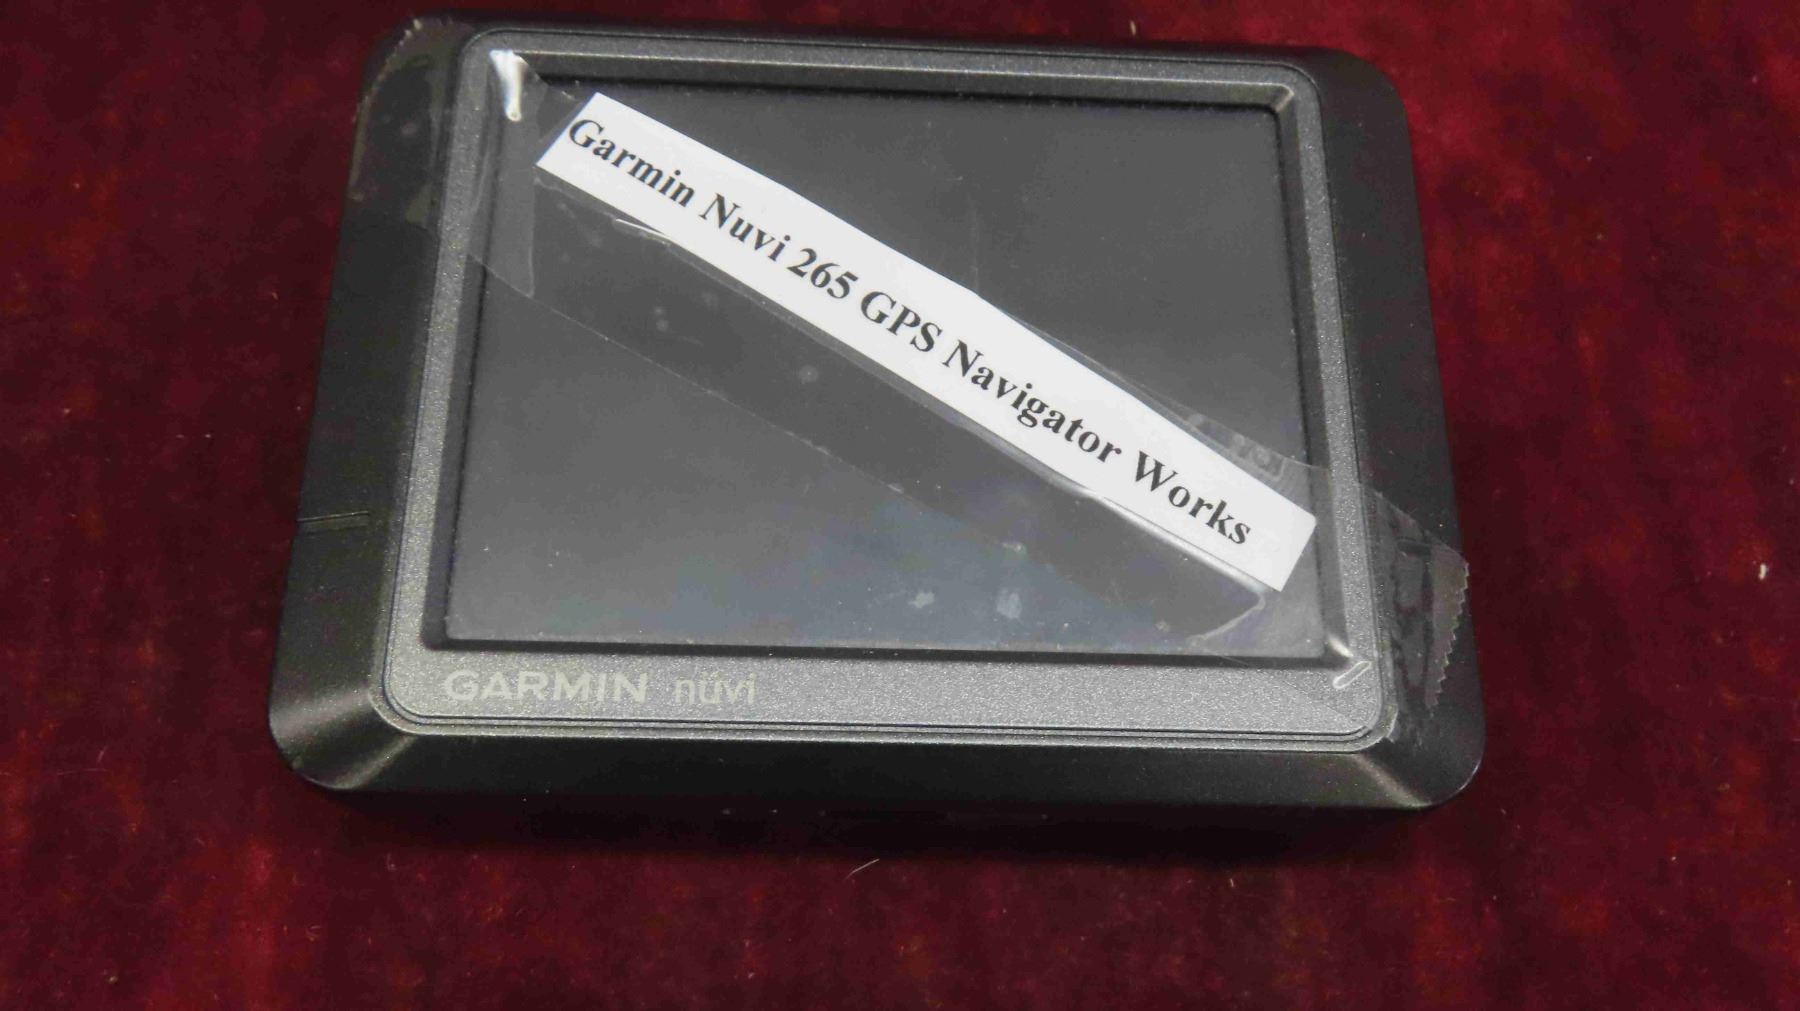 Garmin Nuvi 265 GPS Navigator Works
GARMIN nüvi